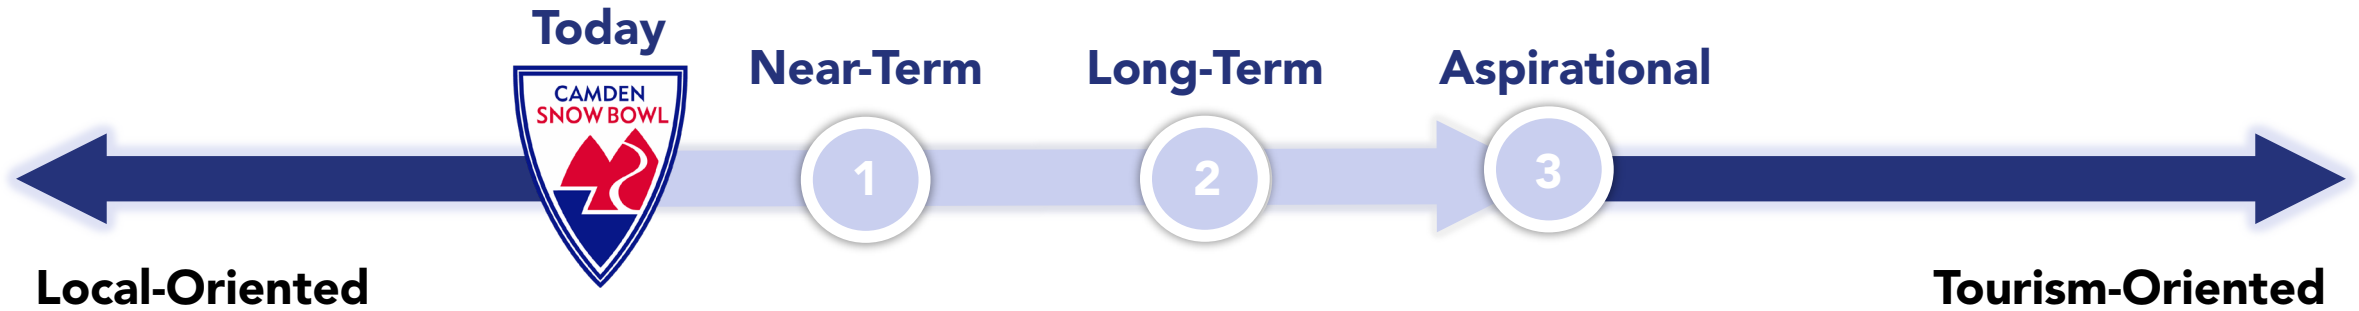 Today
Near-Term
Long-Term
Aspirational
CAMDEN
SNOW BOWL
1
2
3
Local-Oriented
Tourism-Oriented